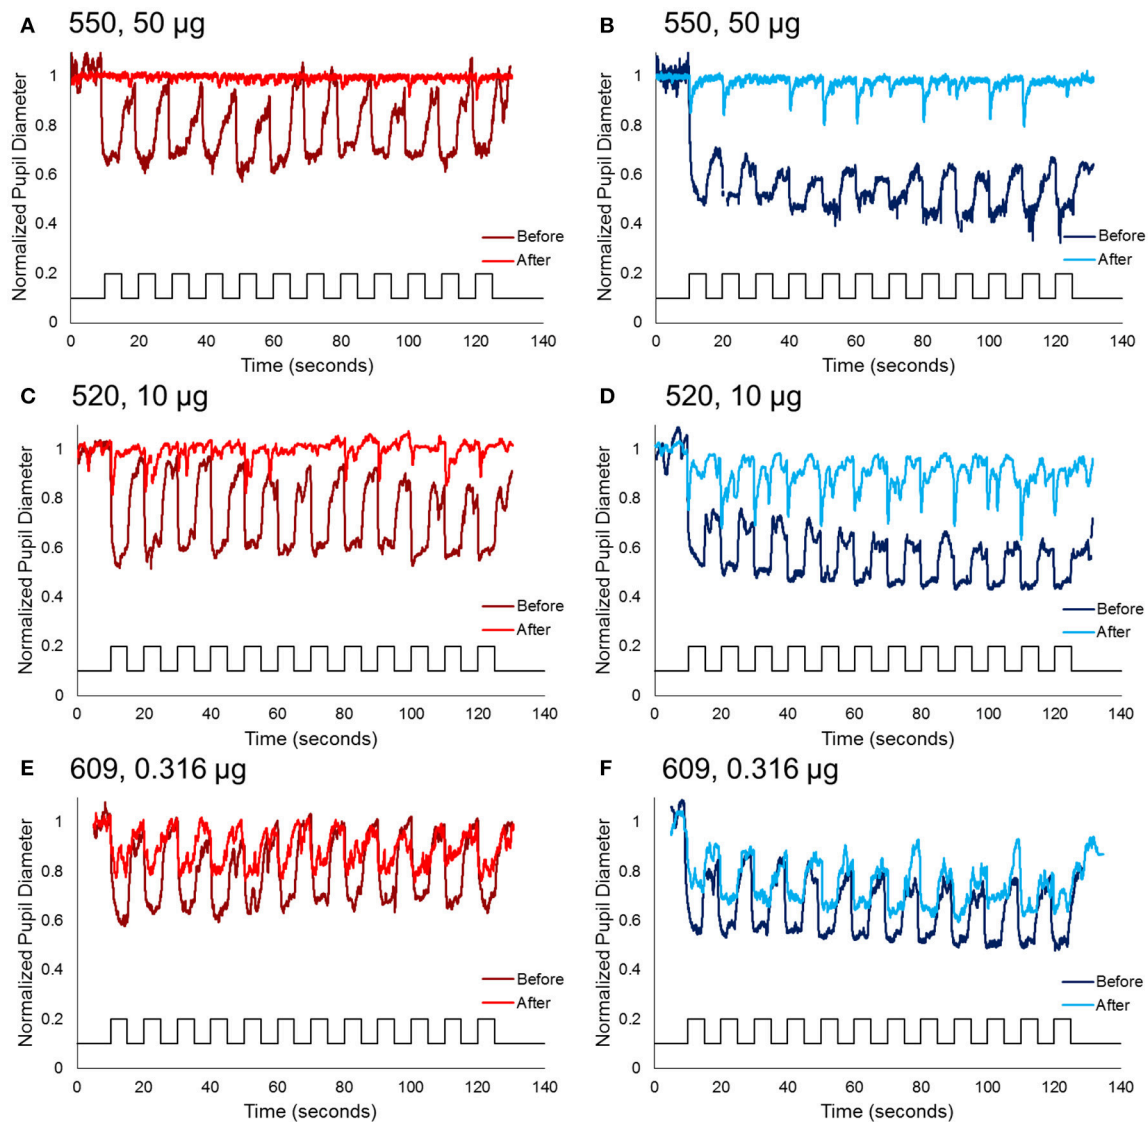 A 550, 50 µg
Normalized Pupil Diameter
1
0.8
0.6
0.4
0.2
0
Before
After
0 20 40 60 80 100 120 140
Time (seconds)
B 550, 50 µg
Normalized Pupil Diameter
1
0.8
0.6
0.4
0.2
0
Before
After
0 20 40 60 80 100 120 140
Time (seconds)
C 520, 10 µg
Normalized Pupil Diameter
1
0.8
0.6
0.4
0.2
0
Before
After
0 20 40 60 80 100 120 140
Time (seconds)
D 520, 10 µg
Normalized Pupil Diameter
1
0.8
0.6
0.4
0.2
0
Before
After
0 20 40 60 80 100 120 140
Time (seconds)
E 609, 0.316 µg
Normalized Pupil Diameter
1
0.8
0.6
0.4
0.2
0
Before
After
0 20 40 60 80 100 120 140
Time (seconds)
F 609, 0.316 µg
Normalized Pupil Diameter
1
0.8
0.6
0.4
0.2
0
Before
After
0 20 40 60 80 100 120 140
Time (seconds)